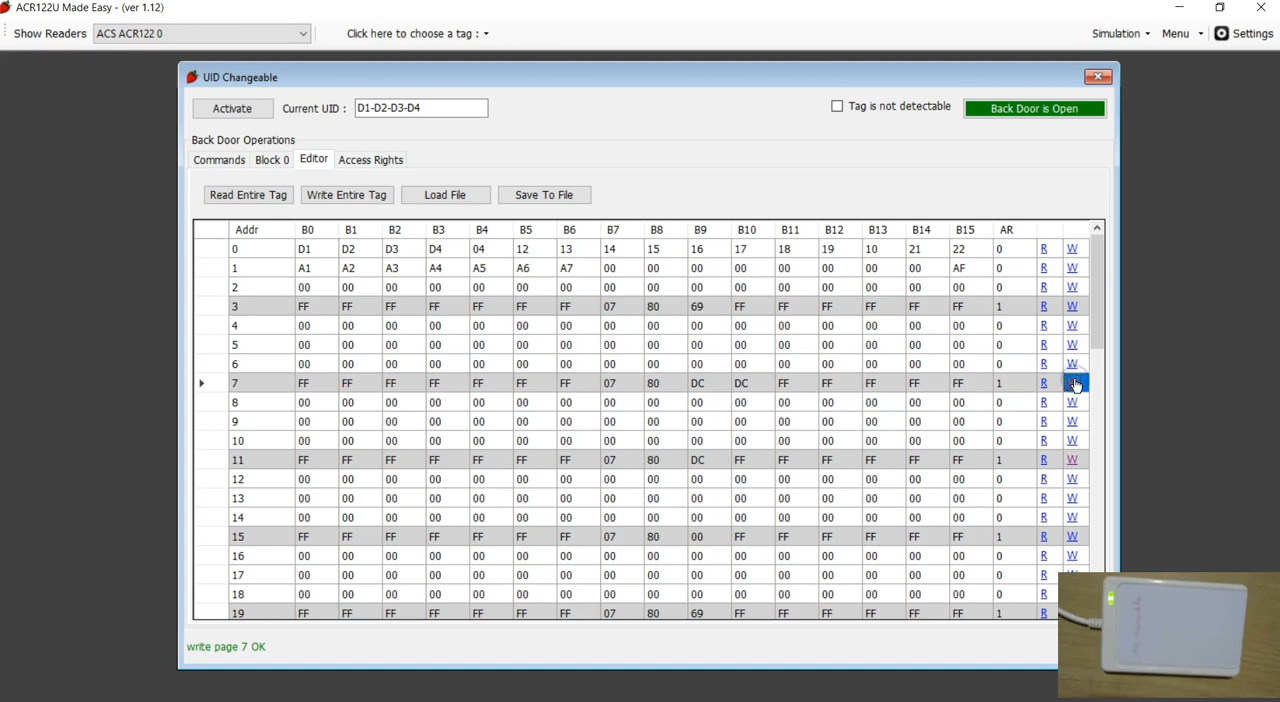 ACR122U Made Easy - (ver 1.12)
Show Readers ACS ACR122 0 Click here to choose a tag : Simulation Menu Settings
UID Changeable
Activate Current UID : D1-D2-D3-D4 Tag is not detectable Back Door is Open
Back Door Operations
Commands Block 0 Editor Access Rights
Read Entire Tag Write Entire Tag Load File Save To File
Addr B0 B1 B2 B3 B4 B5 B6 B7 B8 B9 B10 B11 B12 B13 B14 B15 AR
0 D1 D2 D3 D4 04 12 13 14 15 16 17 18 19 10 21 22 0 R W
1 A1 A2 A3 A4 A5 A6 A7 00 00 00 00 00 00 00 00 AF 0 R W
2 00 00 00 00 00 00 00 00 00 00 00 00 00 00 00 00 0 R W
3 FF FF FF FF FF FF FF 07 80 69 FF FF FF FF FF FF 1 R W
4 00 00 00 00 00 00 00 00 00 00 00 00 00 00 00 00 0 R W
5 00 00 00 00 00 00 00 00 00 00 00 00 00 00 00 00 0 R W
6 00 00 00 00 00 00 00 00 00 00 00 00 00 00 00 00 0 R W
7 FF FF FF FF FF FF FF 07 80 DC DC FF FF FF FF FF 1 R
8 00 00 00 00 00 00 00 00 00 00 00 00 00 00 00 00 0 R W
9 00 00 00 00 00 00 00 00 00 00 00 00 00 00 00 00 0 R W
10 00 00 00 00 00 00 00 00 00 00 00 00 00 00 00 00 0 R W
11 FF FF FF FF FF FF FF 07 80 DC FF FF FF FF FF FF 1 R W
12 00 00 00 00 00 00 00 00 00 00 00 00 00 00 00 00 0 R W
13 00 00 00 00 00 00 00 00 00 00 00 00 00 00 00 00 0 R W
14 00 00 00 00 00 00 00 00 00 00 00 00 00 00 00 00 0 R W
15 FF FF FF FF FF FF FF 07 80 00 FF FF FF FF FF FF 1 R W
16 00 00 00 00 00 00 00 00 00 00 00 00 00 00 00 00 0 R W
17 00 00 00 00 00 00 00 00 00 00 00 00 00 00 00 00 0 R
18 00 00 00 00 00 00 00 00 00 00 00 00 00 00 00 00 0 R
19 FF FF FF FF FF FF FF 07 80 69 FF FF FF FF FF FF 1 R
write page 7 OK